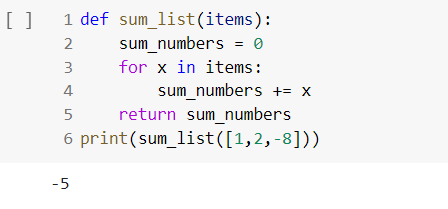 [ ] 1 def sum_list(items):
2     sum_numbers = 0
3     for x in items:
4         sum_numbers += x
5     return sum_numbers
6 print(sum_list([1,2,-8]))
-5